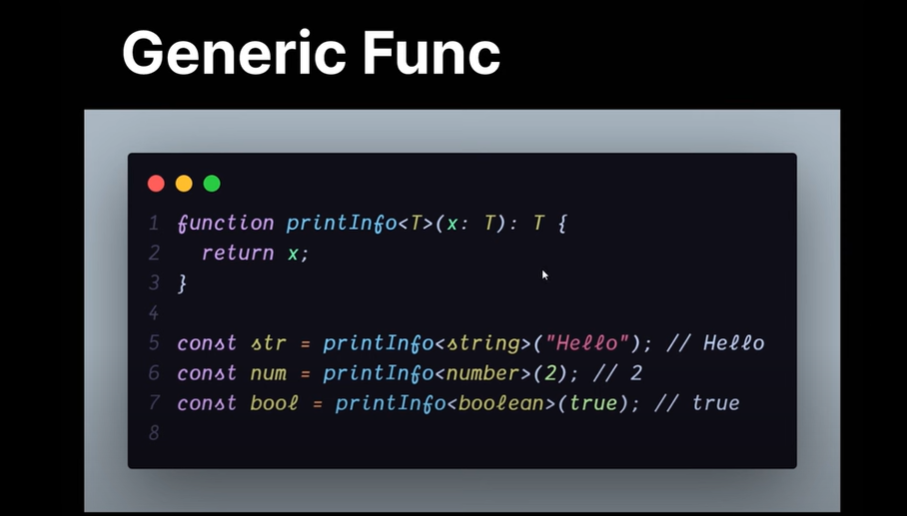 Generic Func
1 function printInfo<T>(x: T): T {
2   return x;
3 }
4
5 const str = printInfo<string>("Hello"); // Hello
6 const num = printInfo<number>(2); // 2
7 const bool = printInfo<boolean>(true); // true
8